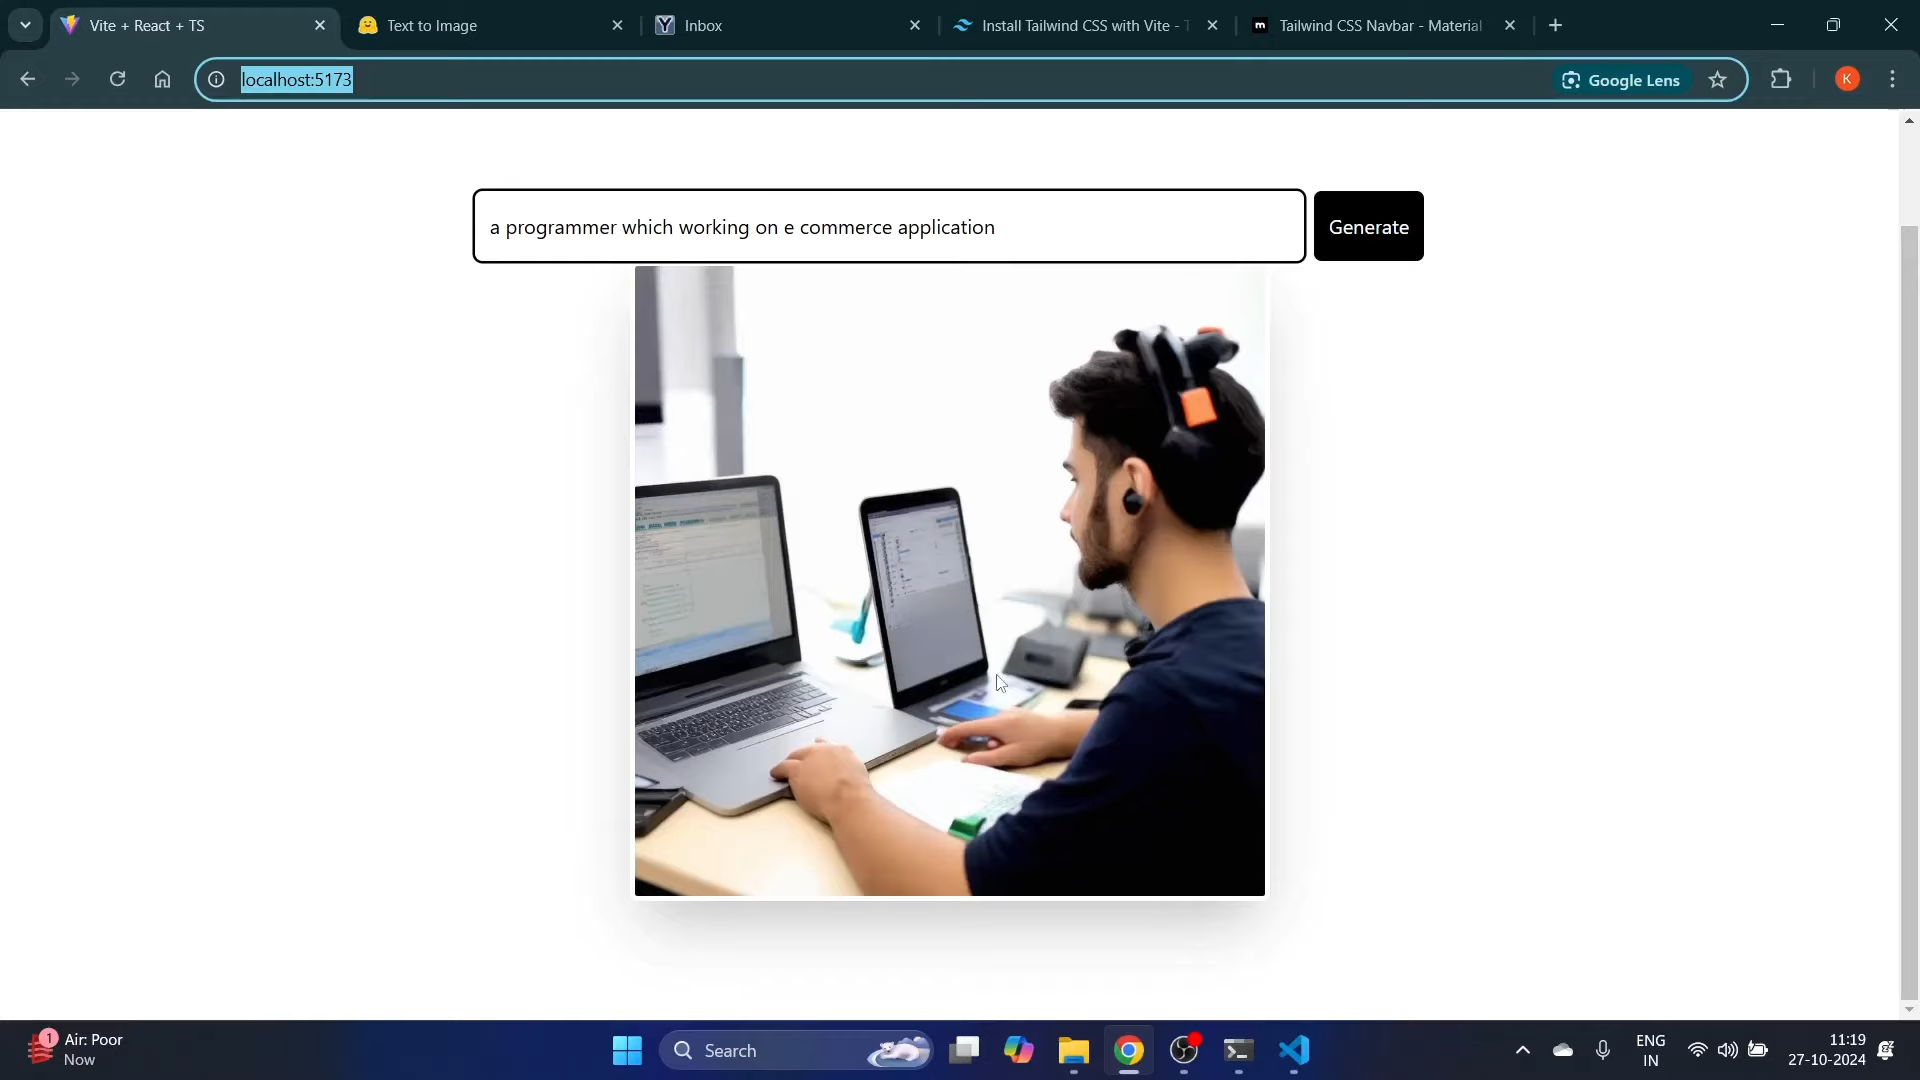 Vite + React + TS
Text to Image
Inbox
Install Tailwind CSS with Vite -
Tailwind CSS Navbar - Material
localhost:5173
Google Lens
K
a programmer which working on e commerce application
Generate
1
Air: Poor
Now
Search
ENG
IN
11:19
27-10-2024